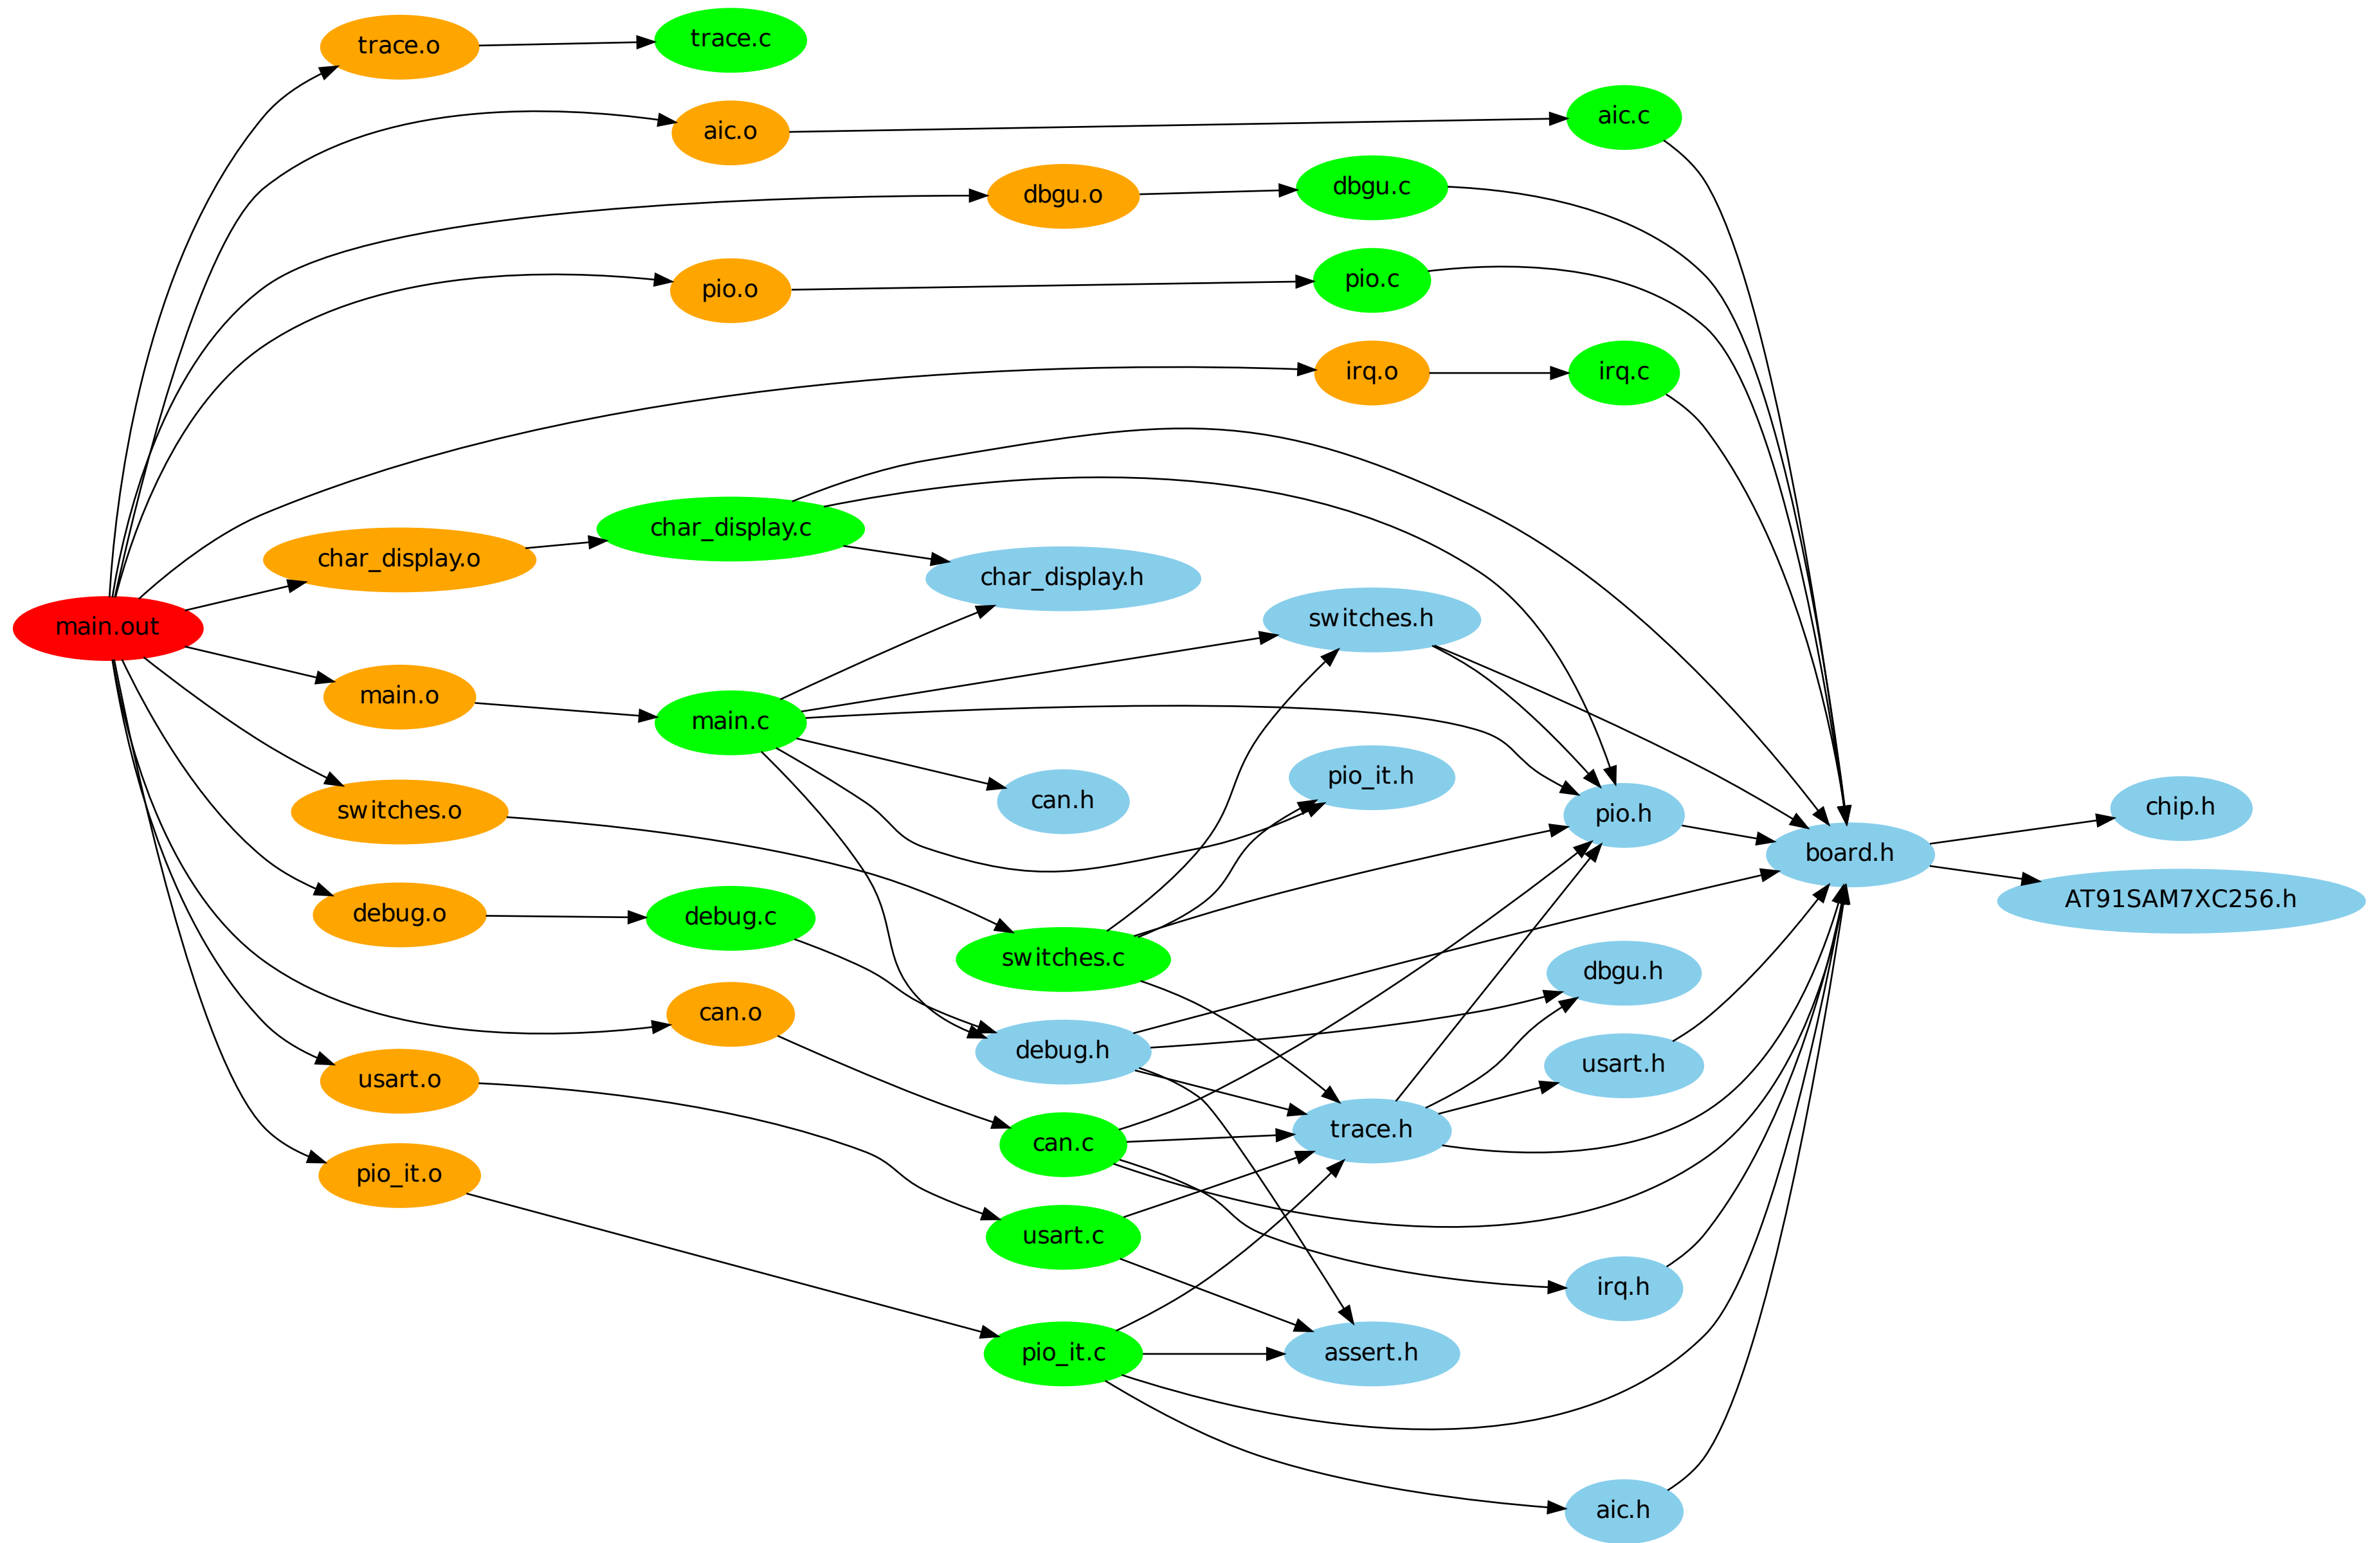 trace.o
trace.c
aic.o
aic.c
dbgu.o
dbgu.c
pio.o
pio.c
irq.o
irq.c
char_display.o
char_display.c
char_display.h
main.out
main.o
main.c
switches.h
pio_it.h
can.h
switches.o
pio.h
chip.h
board.h
AT91SAM7XC256.h
debug.o
debug.c
switches.c
dbgu.h
can.o
debug.h
usart.h
usart.o
can.c
trace.h
pio_it.o
usart.c
irq.h
pio_it.c
assert.h
aic.h